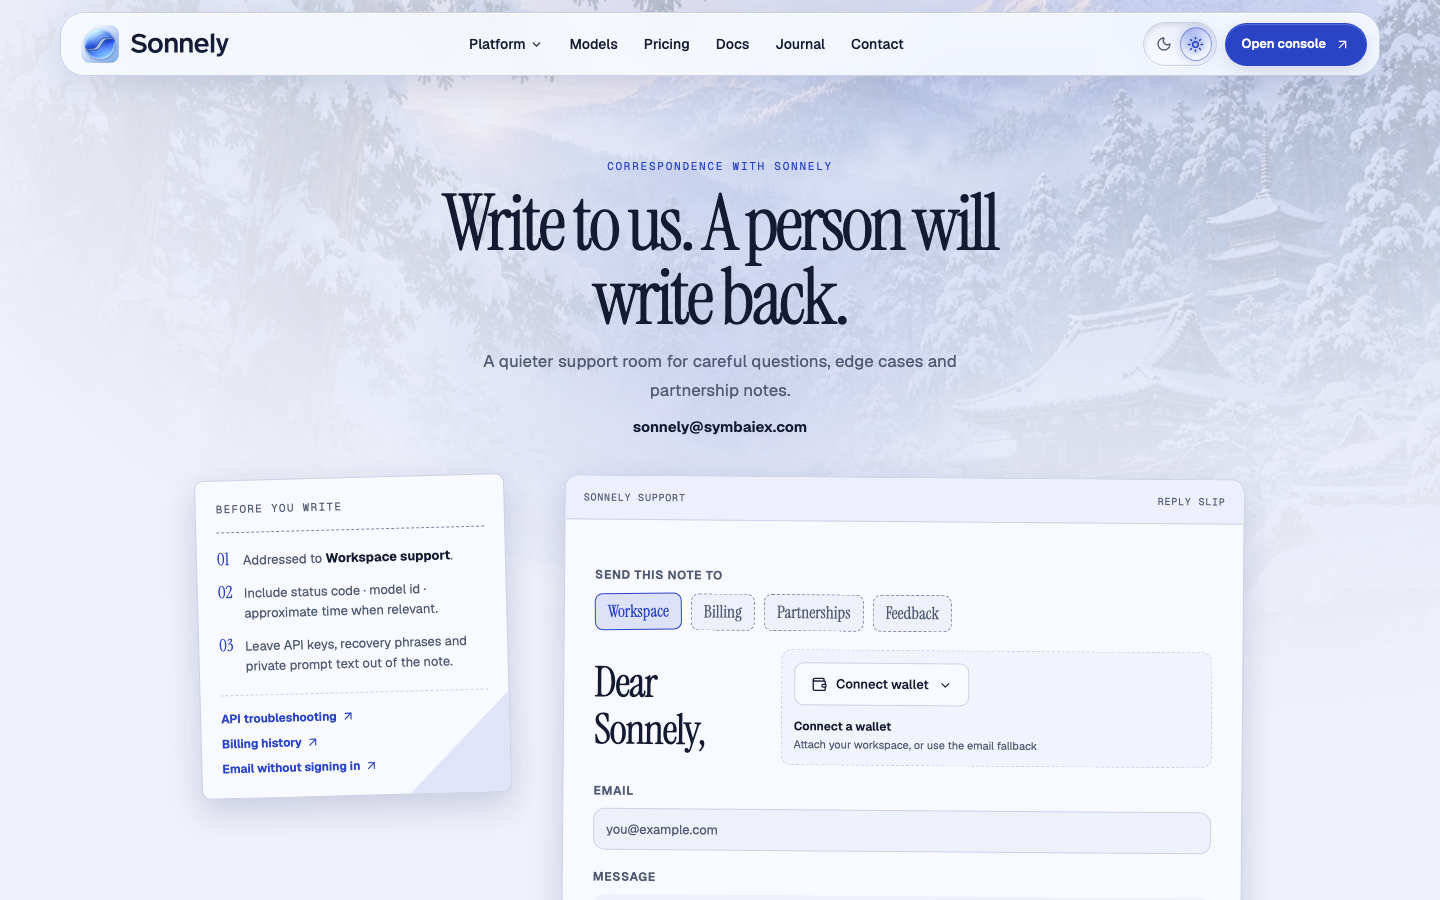 Sonnely
Platform
Models
Pricing
Docs
Journal
Contact
Open console
CORRESPONDENCE WITH SONNELY
Write to us. A person will
write back.
A quieter support room for careful questions, edge cases and
partnership notes.
sonnely@symbaiex.com
BEFORE YOU WRITE
01 Addressed to Workspace support.
02 Include status code · model id ·
approximate time when relevant.
03 Leave API keys, recovery phrases and
private prompt text out of the note.
API troubleshooting
Billing history
Email without signing in
SONNELY SUPPORT
REPLY SLIP
SEND THIS NOTE TO
Workspace
Billing
Partnerships
Feedback
Dear
Sonnely,
Connect wallet
Connect a wallet
Attach your workspace, or use the email fallback
EMAIL
you@example.com
MESSAGE